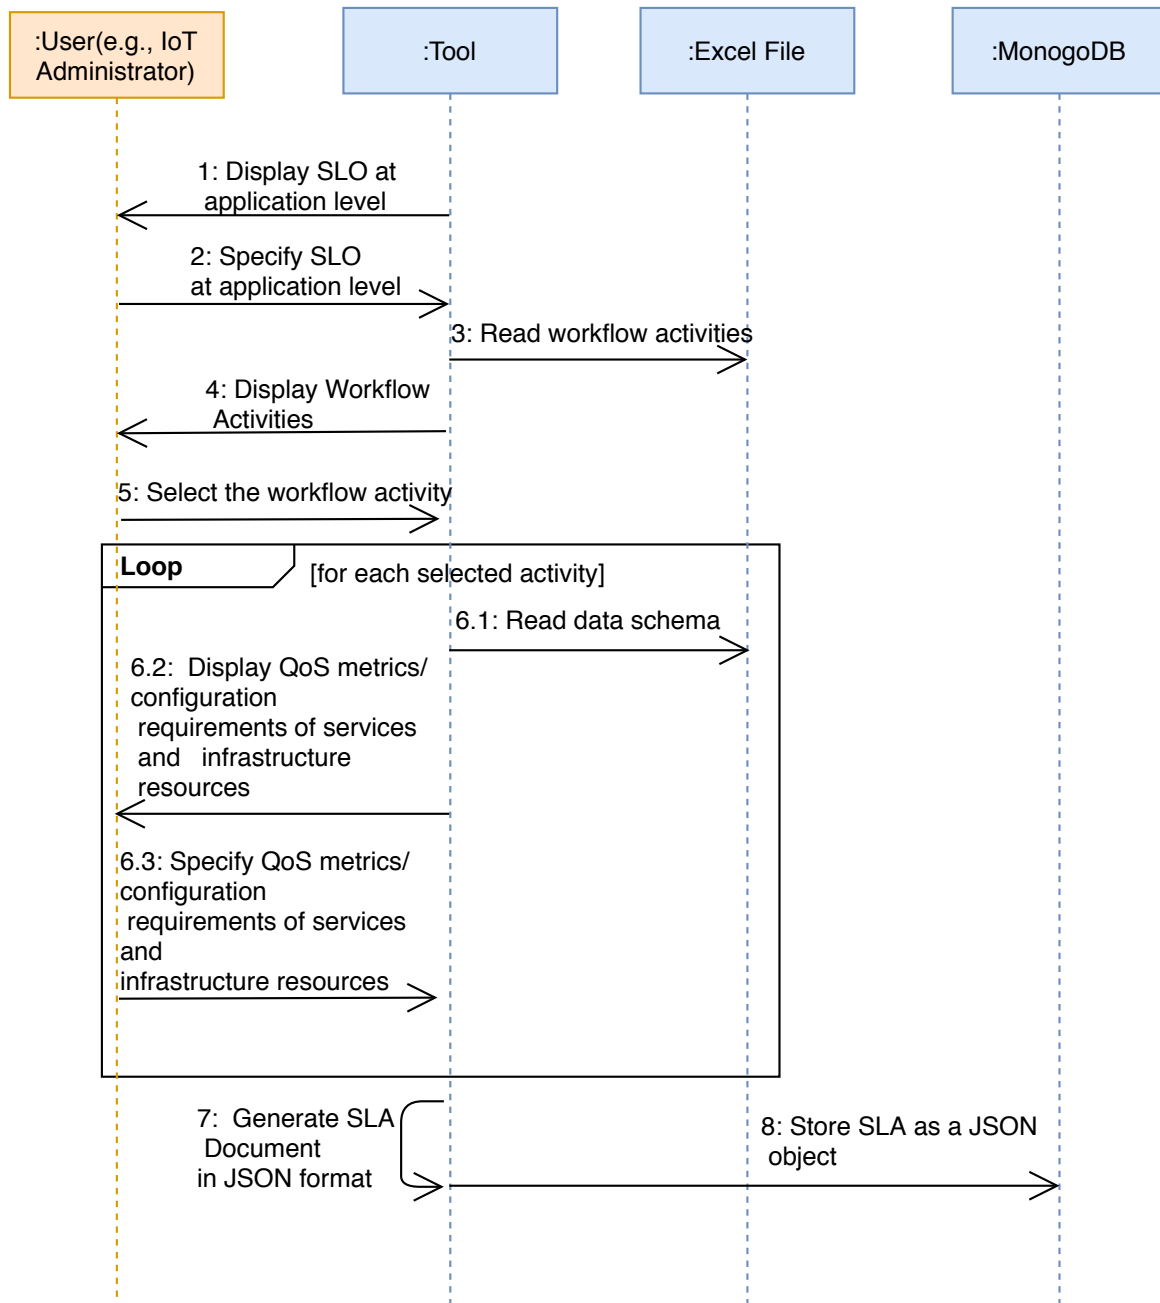 :User(e.g., IoT
Administrator)
:Tool
:Excel File
:MonogoDB
1: Display SLO at
application level
2: Specify SLO
at application level
3: Read workflow activities
4: Display Workflow
Activities
5: Select the workflow activity
Loop
[for each selected activity]
6.1: Read data schema
6.2: Display QoS metrics/
configuration
requirements of services
and infrastructure
resources
6.3: Specify QoS metrics/
configuration
requirements of services
and
infrastructure resources
7: Generate SLA
Document
in JSON format
8: Store SLA as a JSON
object